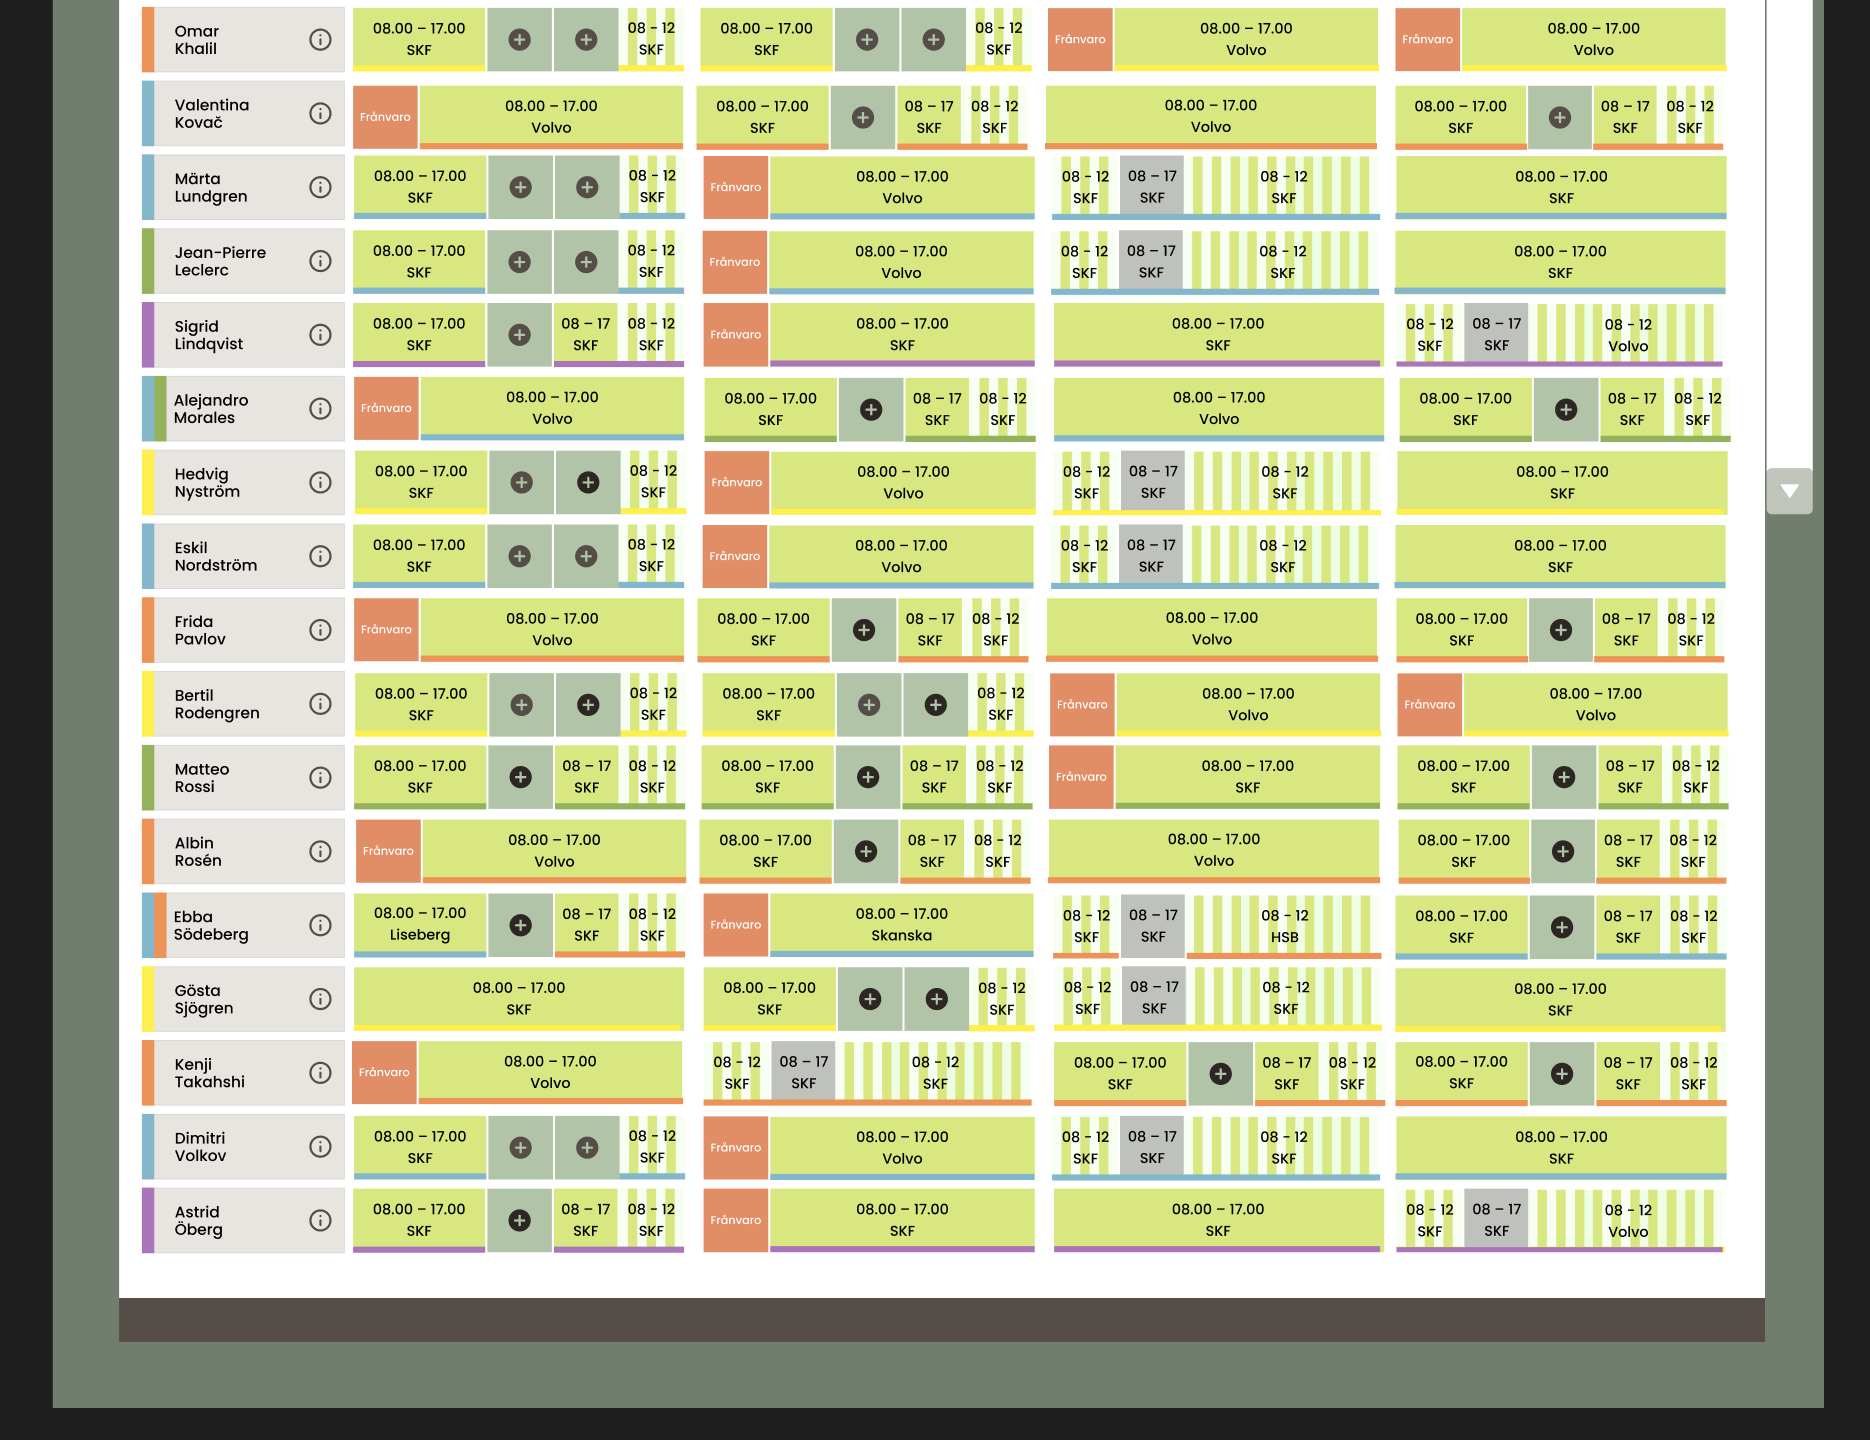 Omar
Khalil
08.00 – 17.00
SKF
08 - 12
SKF
08.00 – 17.00
SKF
08 - 12
SKF
Frånvaro
08.00 – 17.00
Volvo
Frånvaro
08.00 – 17.00
Volvo
Valentina
Kovač
Frånvaro
08.00 – 17.00
Volvo
08.00 – 17.00
SKF
08 – 17
SKF
08 - 12
SKF
08.00 – 17.00
Volvo
08.00 – 17.00
SKF
08 – 17
SKF
08 - 12
SKF
Märta
Lundgren
08.00 – 17.00
SKF
08 - 12
SKF
Frånvaro
08.00 – 17.00
Volvo
08 - 12
SKF
08 – 17
SKF
08 - 12
SKF
08.00 – 17.00
SKF
Jean-Pierre
Leclerc
08.00 – 17.00
SKF
08 - 12
SKF
Frånvaro
08.00 – 17.00
Volvo
08 - 12
SKF
08 – 17
SKF
08 - 12
SKF
08.00 – 17.00
SKF
Sigrid
Lindqvist
08.00 – 17.00
SKF
08 – 17
SKF
08 - 12
SKF
Frånvaro
08.00 – 17.00
SKF
08.00 – 17.00
SKF
08 - 12
SKF
08 – 17
SKF
08 - 12
Volvo
Alejandro
Morales
Frånvaro
08.00 – 17.00
Volvo
08.00 – 17.00
SKF
08 – 17
SKF
08 - 12
SKF
08.00 – 17.00
Volvo
08.00 – 17.00
SKF
08 – 17
SKF
08 - 12
SKF
Hedvig
Nyström
08.00 – 17.00
SKF
08 - 12
SKF
Frånvaro
08.00 – 17.00
Volvo
08 - 12
SKF
08 – 17
SKF
08 - 12
SKF
08.00 – 17.00
SKF
Eskil
Nordström
08.00 – 17.00
SKF
08 - 12
SKF
Frånvaro
08.00 – 17.00
Volvo
08 - 12
SKF
08 – 17
SKF
08 - 12
SKF
08.00 – 17.00
SKF
Frida
Pavlov
Frånvaro
08.00 – 17.00
Volvo
08.00 – 17.00
SKF
08 – 17
SKF
08 - 12
SKF
08.00 – 17.00
Volvo
08.00 – 17.00
SKF
08 – 17
SKF
08 - 12
SKF
Bertil
Rodengren
08.00 – 17.00
SKF
08 - 12
SKF
08.00 – 17.00
SKF
08 - 12
SKF
Frånvaro
08.00 – 17.00
Volvo
Frånvaro
08.00 – 17.00
Volvo
Matteo
Rossi
08.00 – 17.00
SKF
08 – 17
SKF
08 - 12
SKF
08.00 – 17.00
SKF
08 – 17
SKF
08 - 12
SKF
Frånvaro
08.00 – 17.00
SKF
08.00 – 17.00
SKF
08 – 17
SKF
08 - 12
SKF
Albin
Rosén
Frånvaro
08.00 – 17.00
Volvo
08.00 – 17.00
SKF
08 – 17
SKF
08 - 12
SKF
08.00 – 17.00
Volvo
08.00 – 17.00
SKF
08 – 17
SKF
08 - 12
SKF
Ebba
Södeberg
08.00 – 17.00
Liseberg
08 – 17
SKF
08 - 12
SKF
Frånvaro
08.00 – 17.00
Skanska
08 - 12
SKF
08 – 17
SKF
08 - 12
HSB
08.00 – 17.00
SKF
08 – 17
SKF
08 - 12
SKF
Gösta
Sjögren
08.00 – 17.00
SKF
08.00 – 17.00
SKF
08 - 12
SKF
08 - 12
SKF
08 – 17
SKF
08 - 12
SKF
08.00 – 17.00
SKF
Kenji
Takahshi
Frånvaro
08.00 – 17.00
Volvo
08 - 12
SKF
08 – 17
SKF
08 - 12
SKF
08.00 – 17.00
SKF
08 – 17
SKF
08 - 12
SKF
08.00 – 17.00
SKF
08 – 17
SKF
08 - 12
SKF
Dimitri
Volkov
08.00 – 17.00
SKF
08 - 12
SKF
Frånvaro
08.00 – 17.00
Volvo
08 - 12
SKF
08 – 17
SKF
08 - 12
SKF
08.00 – 17.00
SKF
Astrid
Öberg
08.00 – 17.00
SKF
08 – 17
SKF
08 - 12
SKF
Frånvaro
08.00 – 17.00
SKF
08.00 – 17.00
SKF
08 - 12
SKF
08 – 17
SKF
08 - 12
Volvo